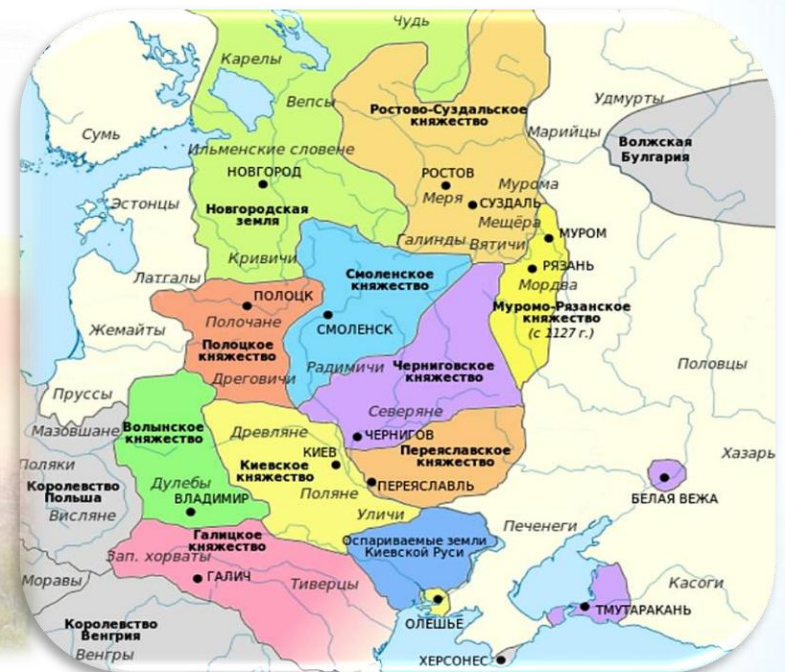 Чудь
Карелы
Вепсы
Ростово-Суздальское
княжество
Удмурты
Сумь
Марийцы
Волжская
Булгария
Ильменские словене
НОВГОРОД
РОСТОВ
Мурома
Меря
СУЗДАЛЬ
Эстонцы
Новгородская
земля
Мещёра
МУРОМ
Галинды
Вятичи
Кривичи
РЯЗАНЬ
Латгалы
Смоленское
княжество
Мордва
ПОЛОЦК
Муромо-Рязанское
княжество
(с 1127 г.)
Полочане
СМОЛЕНСК
Жемайты
Полоцкое
княжество
Радимичи
Черниговское
княжество
Половцы
Дреговичи
Пруссы
Северяне
Мазовшане
Волынское
княжество
Древляне
ЧЕРНИГОВ
КИЕВ
Переяславское
княжество
Хазары
Поляки
Киевское
княжество
Королевство
Польша
Дулебы
ВЛАДИМИР
Поляне
ПЕРЕЯСЛАВЛЬ
БЕЛАЯ ВЕЖА
Висляне
Уличи
Печенеги
Галицкое
княжество
Оспариваемые земли
Киевской Руси
Зап. хорваты
Моравы
ГАЛИЧ
Тиверцы
Касоги
ТМУТАРАКАНЬ
ОЛЕШЬЕ
Королевство
Венгрия
Венгры
ХЕРСОНЕС